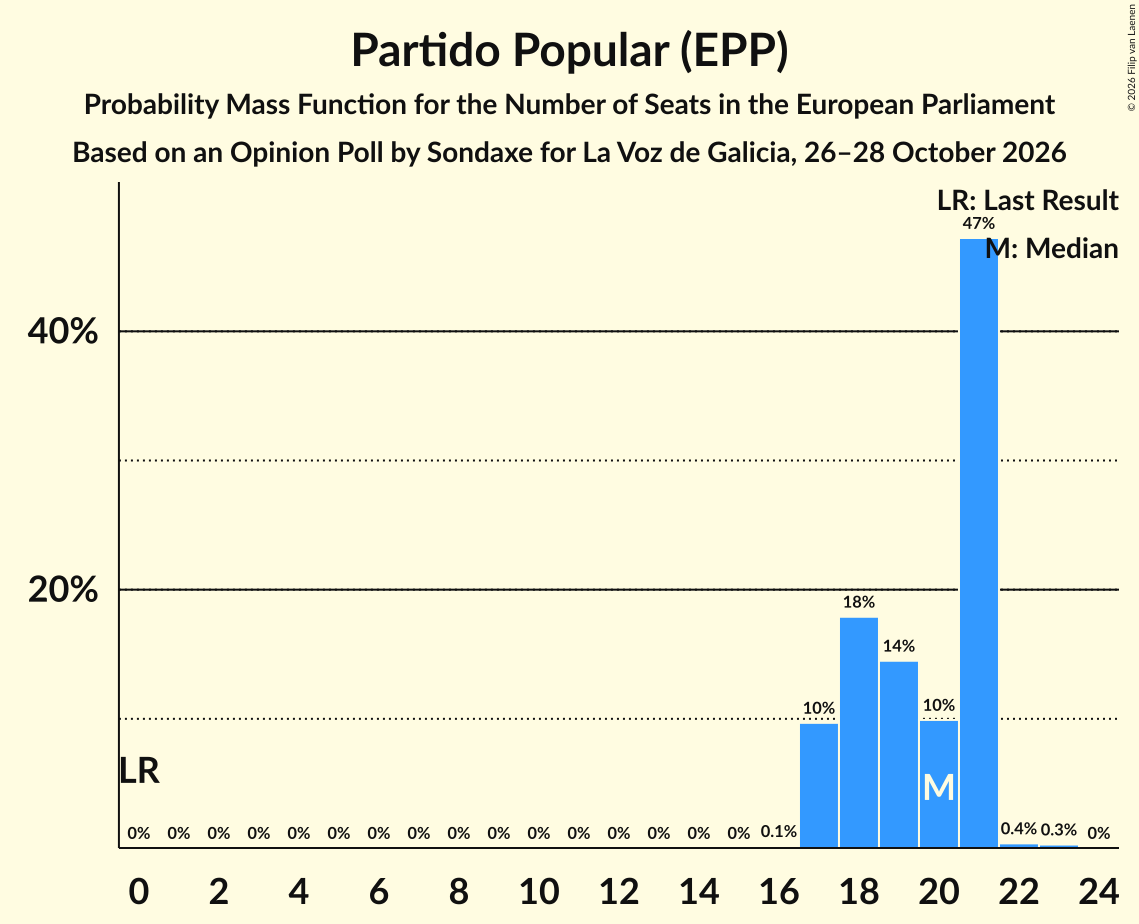 Partido Popular (EPP)
Probability Mass Function for the Number of Seats in the European Parliament
Based on an Opinion Poll by Sondaxe for La Voz de Galicia, 26–28 October 2026
© 2026 Filip van Laenen
LR: Last Result
M: Median
47%
40%
20%
18%
14%
10%
10%
LR
M
0% 0% 0% 0% 0% 0% 0% 0% 0% 0% 0% 0% 0% 0% 0% 0% 0.1% 0.4% 0.3% 0%
0 2 4 6 8 10 12 14 16 18 20 22 24